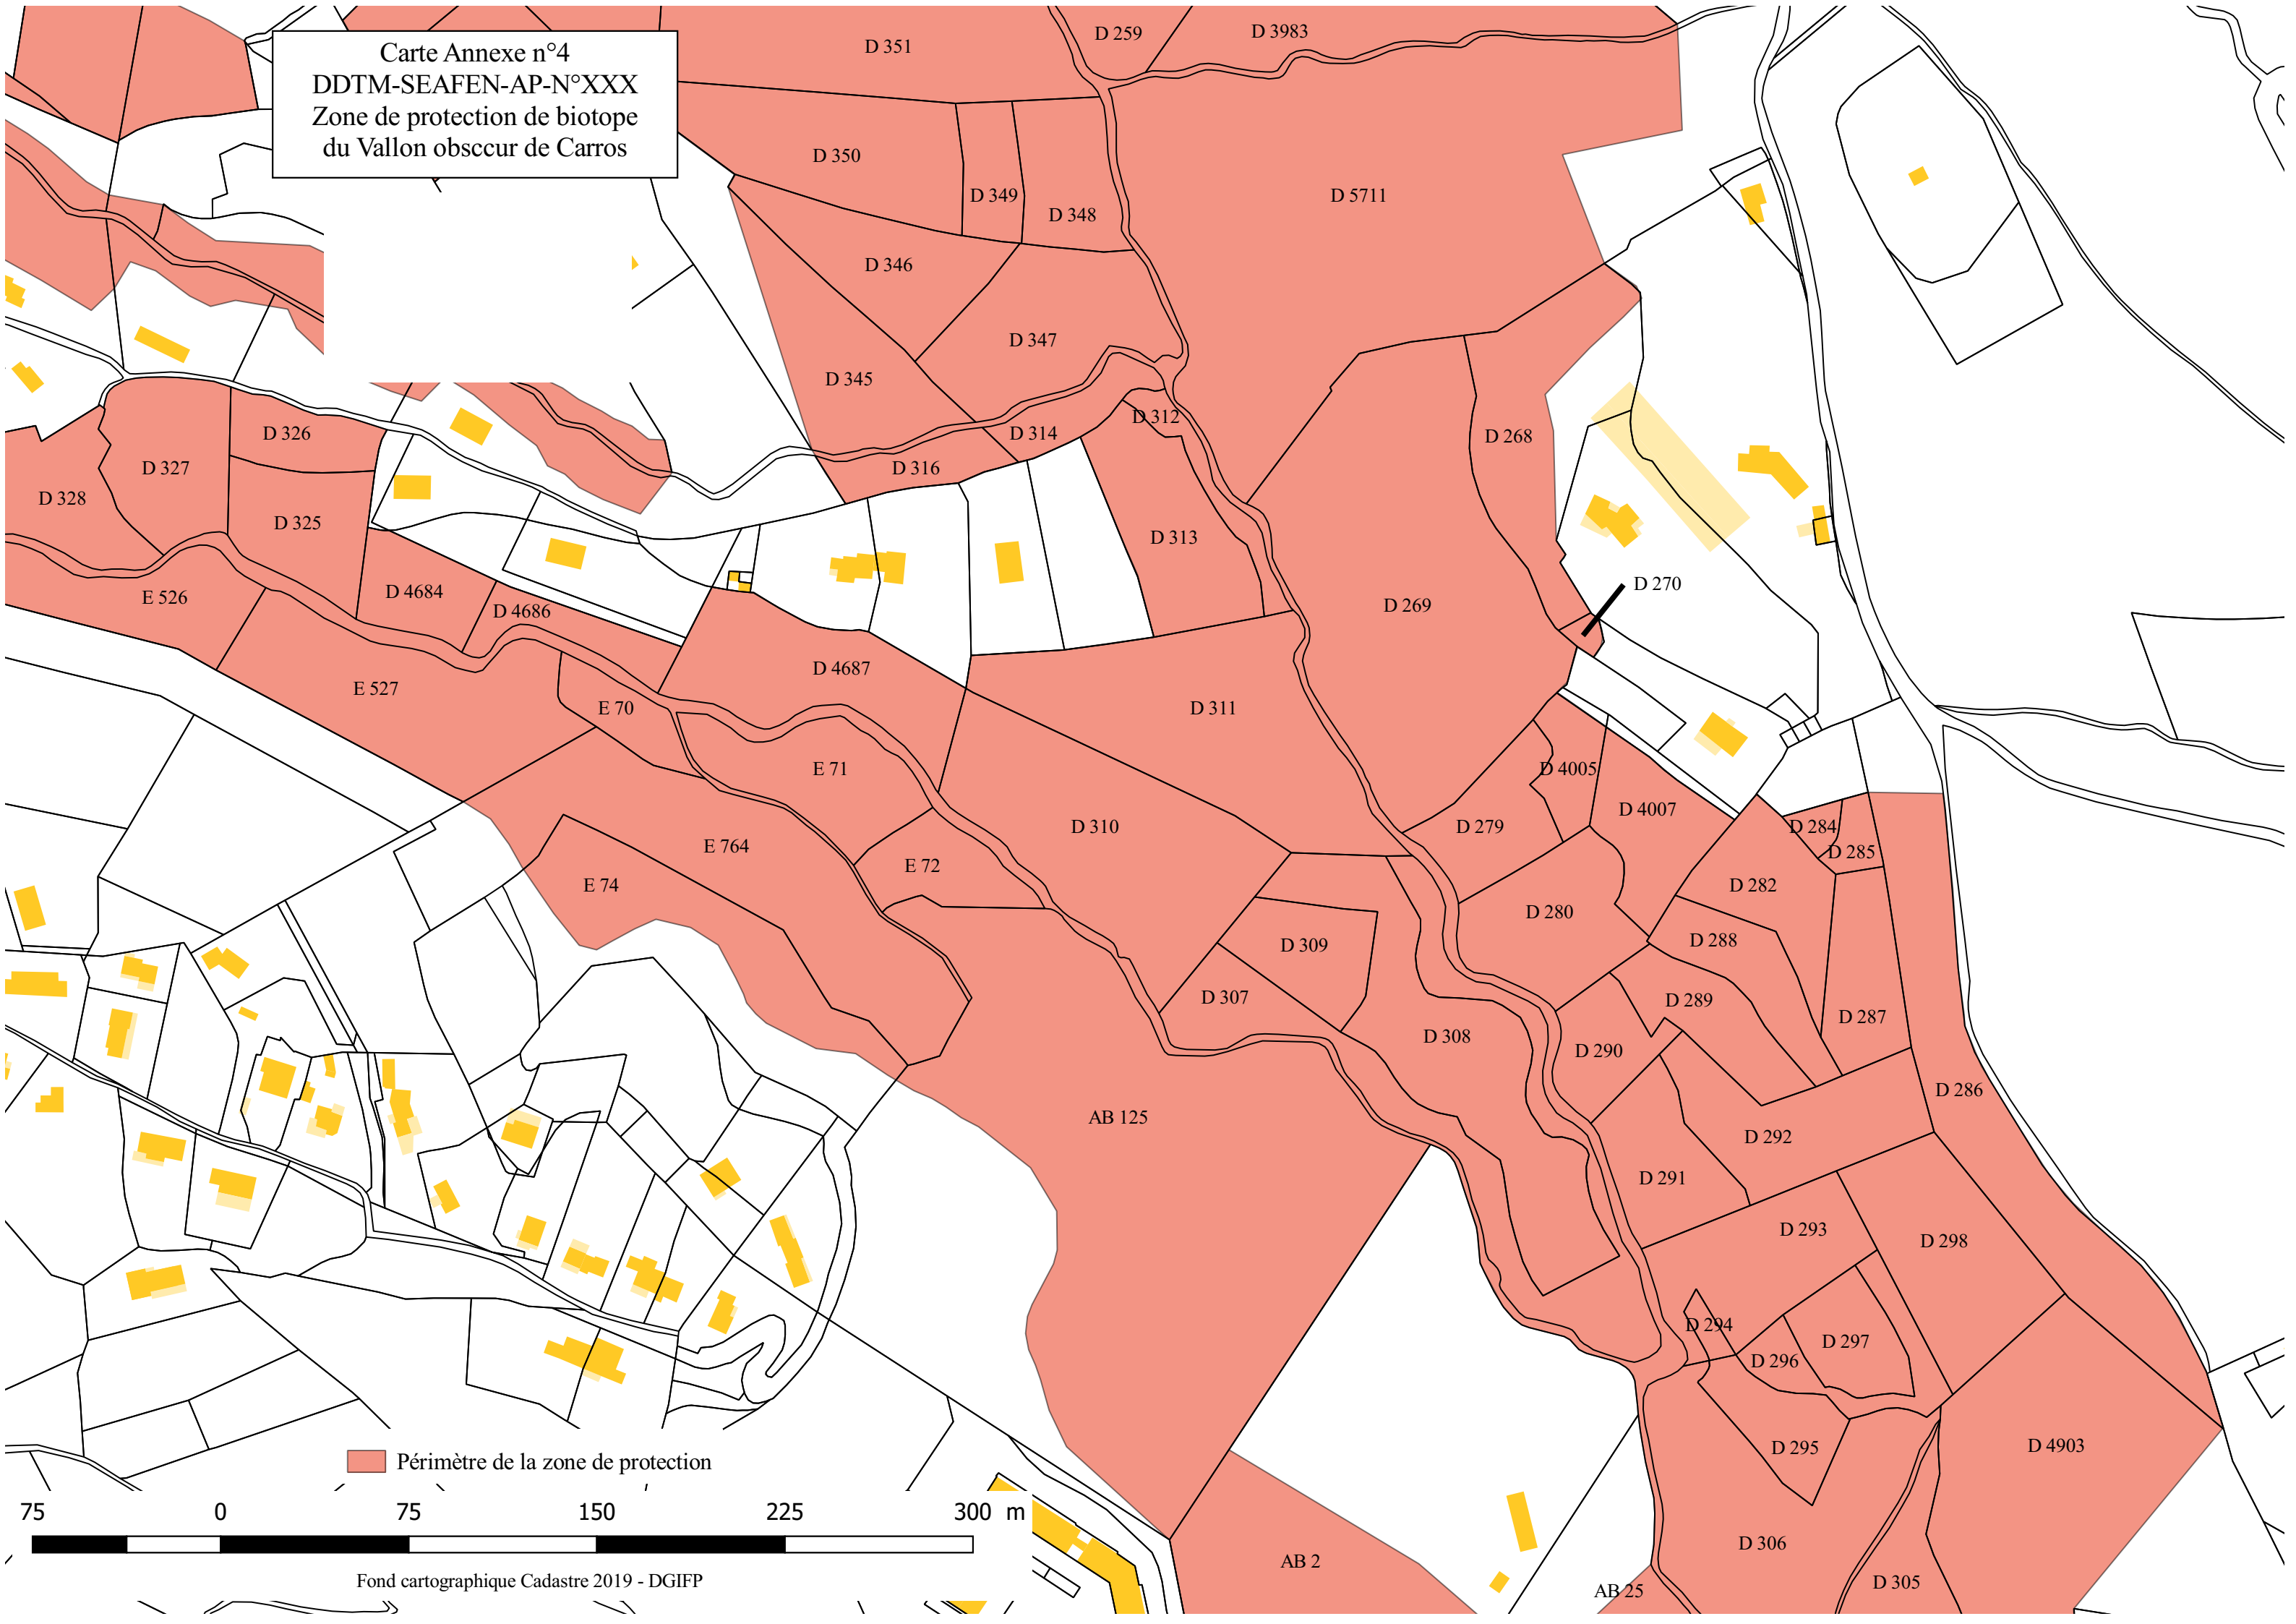 Carte Annexe n°4
DDTM-SEAFEN-AP-N°XXX
Zone de protection de biotope
du Vallon obsccur de Carros
D 351
D 259
D 3983
D 350
D 349
D 348
D 5711
D 346
D 347
D 345
D 312
D 314
D 316
D 326
D 327
D 328
D 325
D 268
D 313
D 270
D 269
E 526
D 4684
D 4686
D 4687
E 527
E 70
D 311
E 71
D 4005
D 4007
D 310
D 279
D 284
D 285
E 764
E 72
E 74
D 282
D 280
D 288
D 309
D 307
D 289
D 287
D 308
D 290
D 286
AB 125
D 292
D 291
D 293
D 298
D 294
D 297
D 296
D 295
D 4903
D 306
AB 2
D 305
AB 25
Périmètre de la zone de protection
75 0 75 150 225 300 m
Fond cartographique Cadastre 2019 - DGIFP